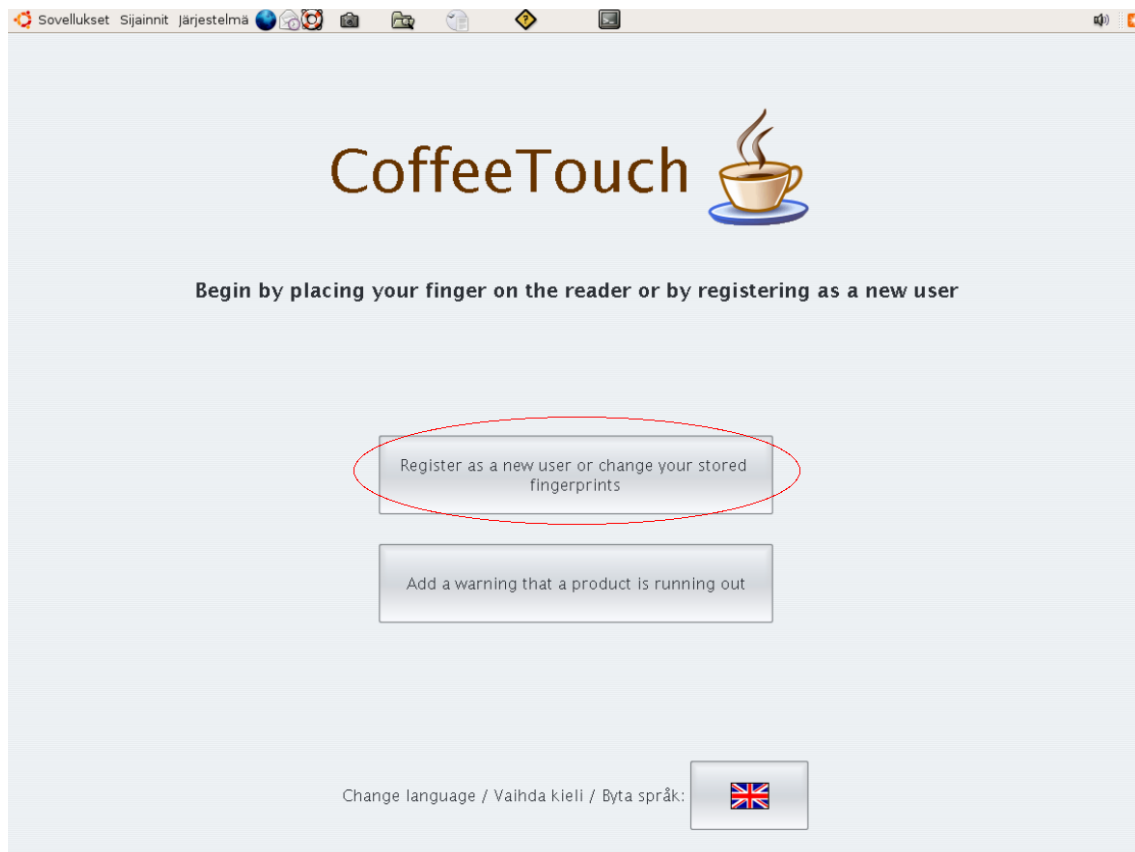 Sovellukset Sijainnit Järjestelmä
CoffeeTouch
Begin by placing your finger on the reader or by registering as a new user
Register as a new user or change your stored
fingerprints
Add a warning that a product is running out
Change language / Vaihda kieli / Byta språk: